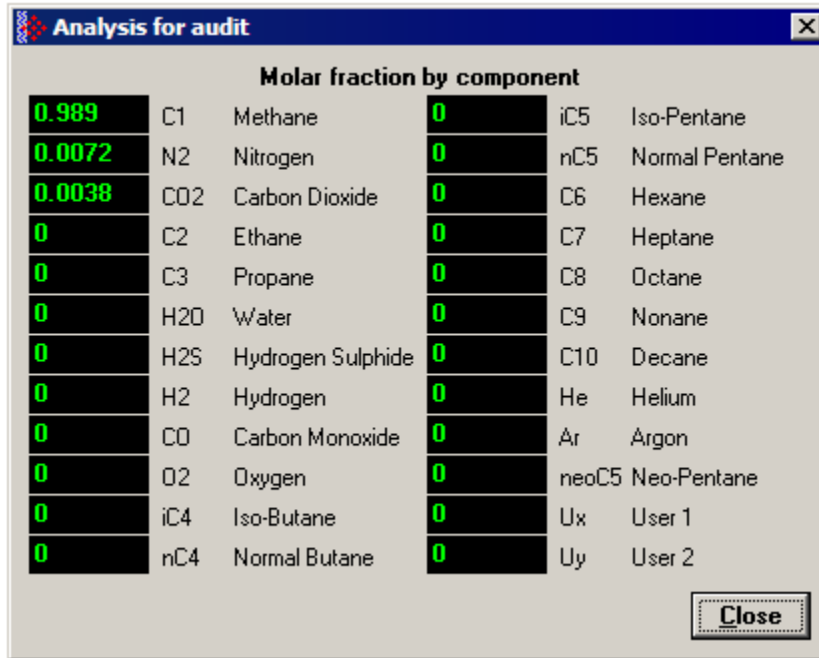 Analysis for audit
Molar fraction by component
0.989 C1 Methane 0 iC5 Iso-Pentane
0.0072 N2 Nitrogen 0 nC5 Normal Pentane
0.0038 CO2 Carbon Dioxide 0 C6 Hexane
0 C2 Ethane 0 C7 Heptane
0 C3 Propane 0 C8 Octane
0 H2O Water 0 C9 Nonane
0 H2S Hydrogen Sulphide 0 C10 Decane
0 H2 Hydrogen 0 He Helium
0 CO Carbon Monoxide 0 Ar Argon
0 O2 Oxygen 0 neoC5 Neo-Pentane
0 iC4 Iso-Butane 0 Ux User 1
0 nC4 Normal Butane 0 Uy User 2
Close